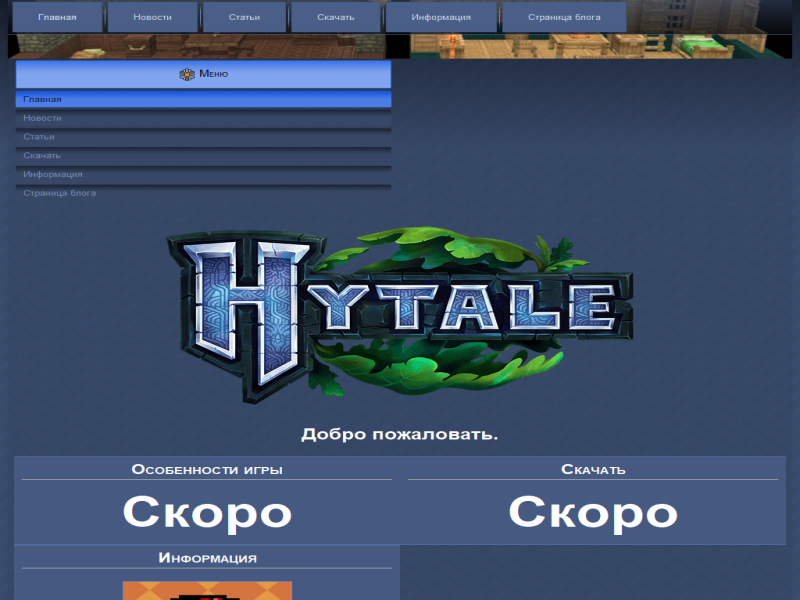 Главная Новости Статьи Скачать Информация Страница блога
Меню
Главная
Новости
Статьи
Скачать
Информация
Страница блога
HYTALE
Добро пожаловать.
Особенности игры Скачать
Скоро Скоро
Информация